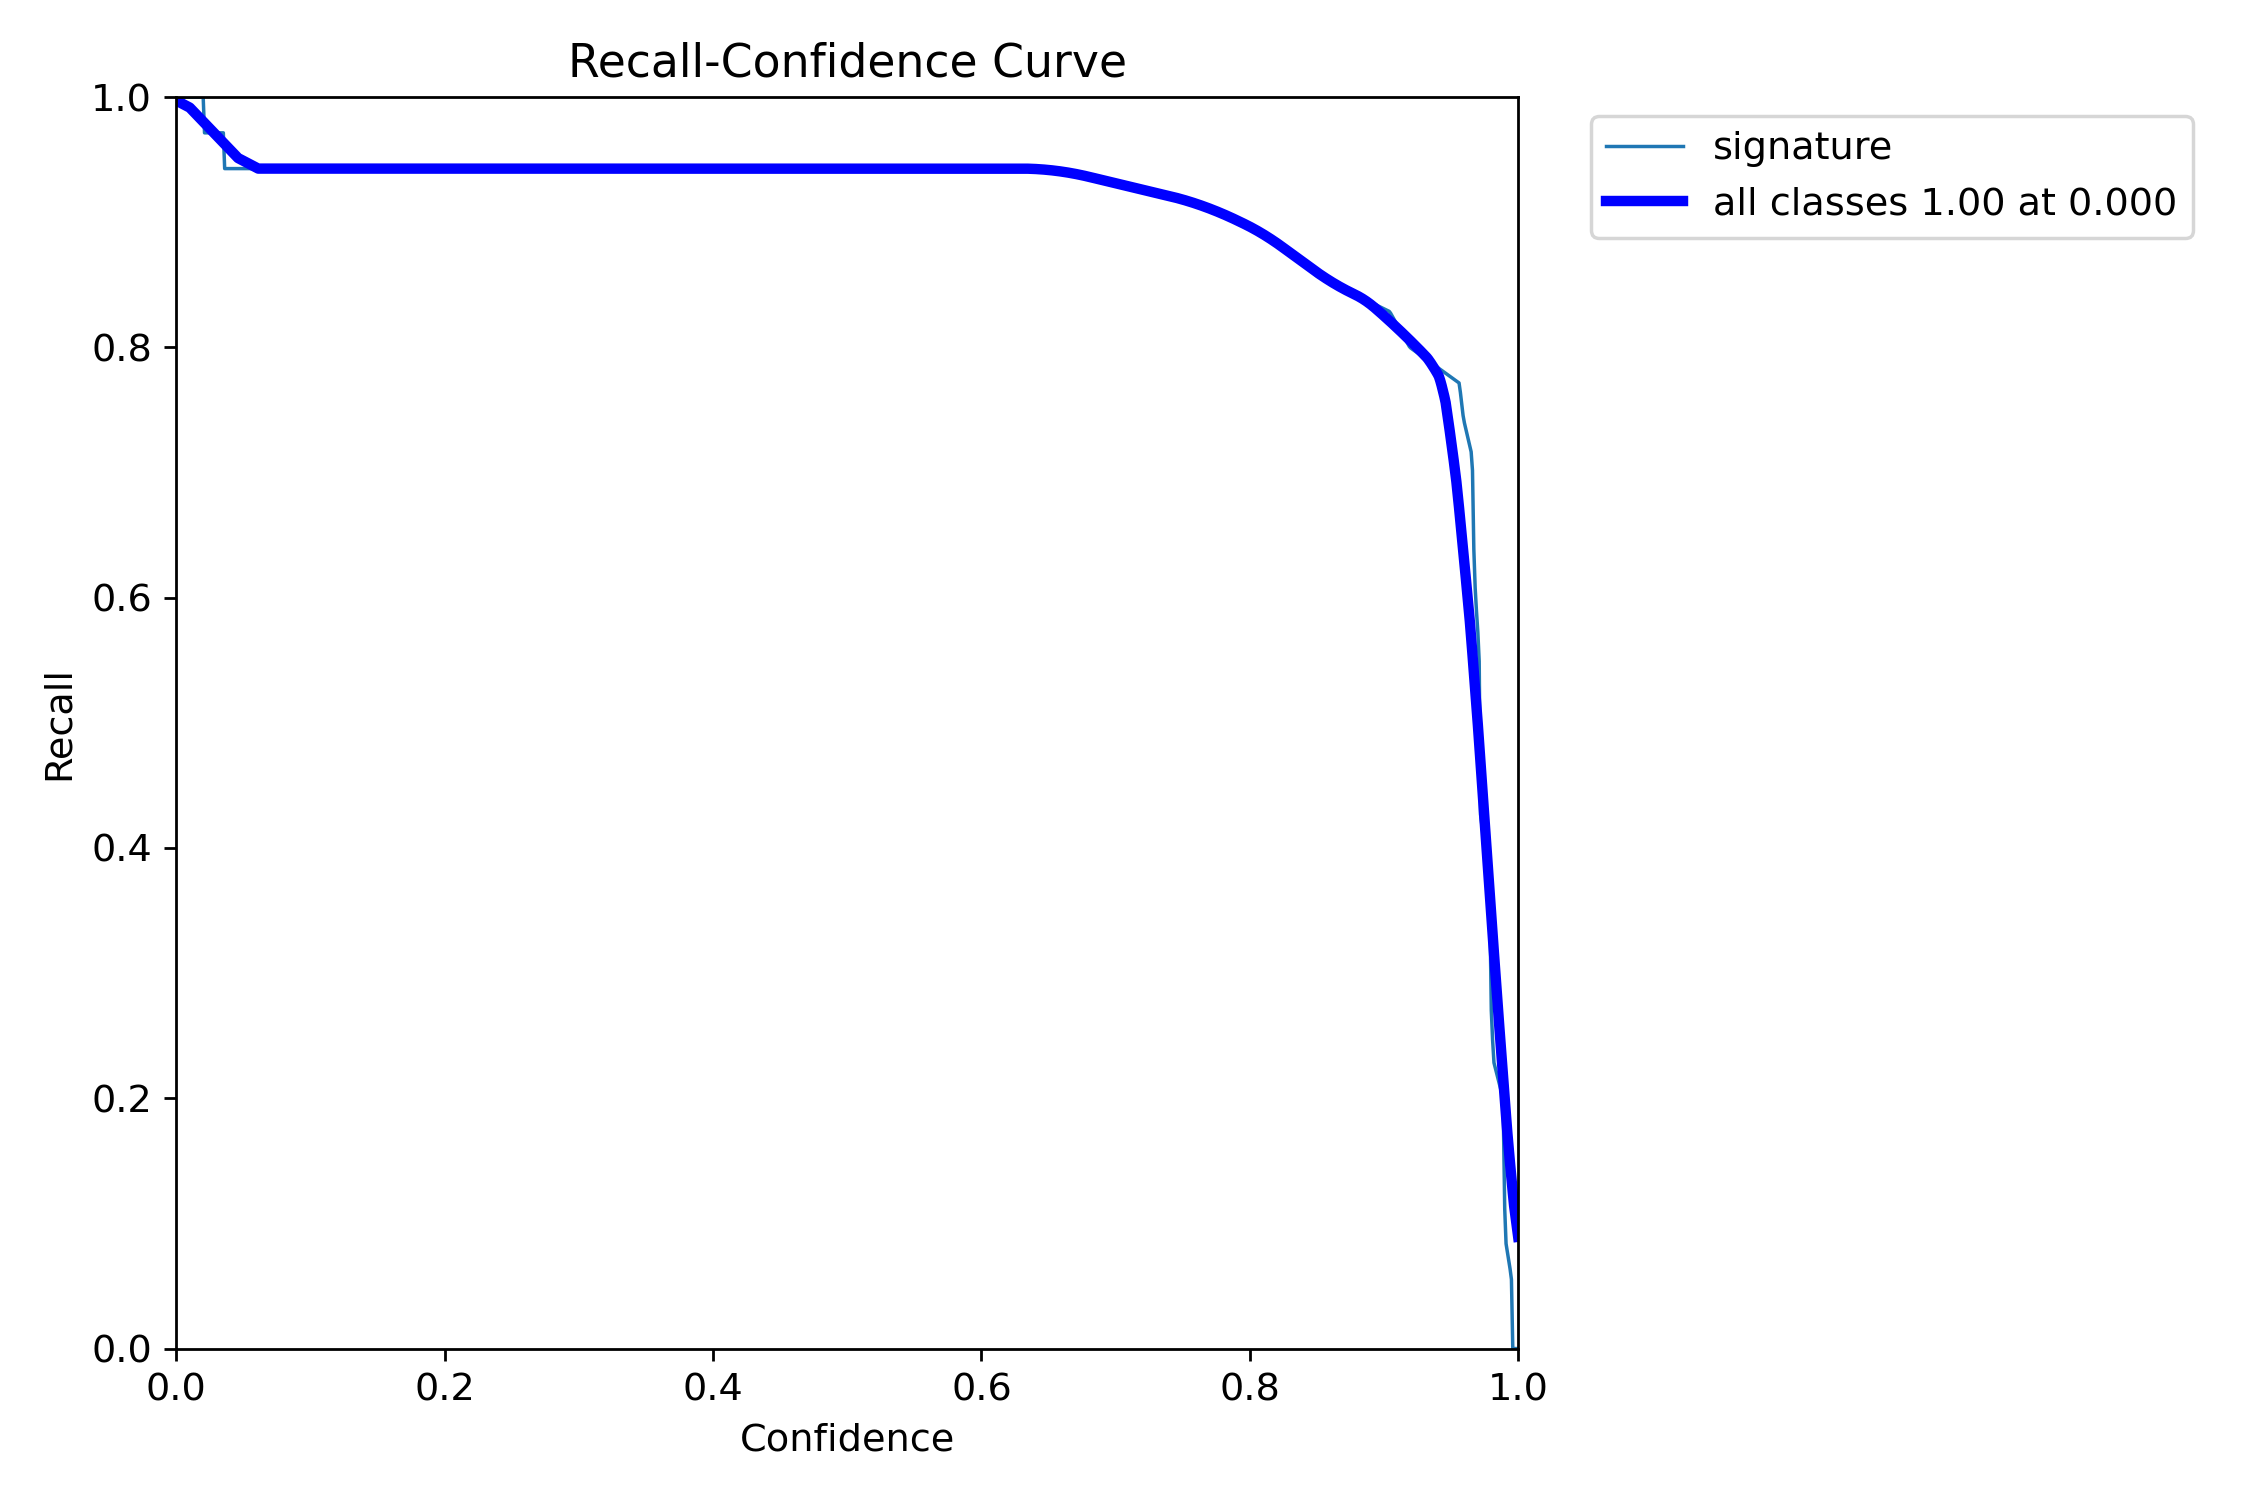 Recall-Confidence Curve
signature
all classes 1.00 at 0.000
1.0
0.8
0.6
0.4
0.2
0.0
Recall
0.0 0.2 0.4 0.6 0.8 1.0
Confidence